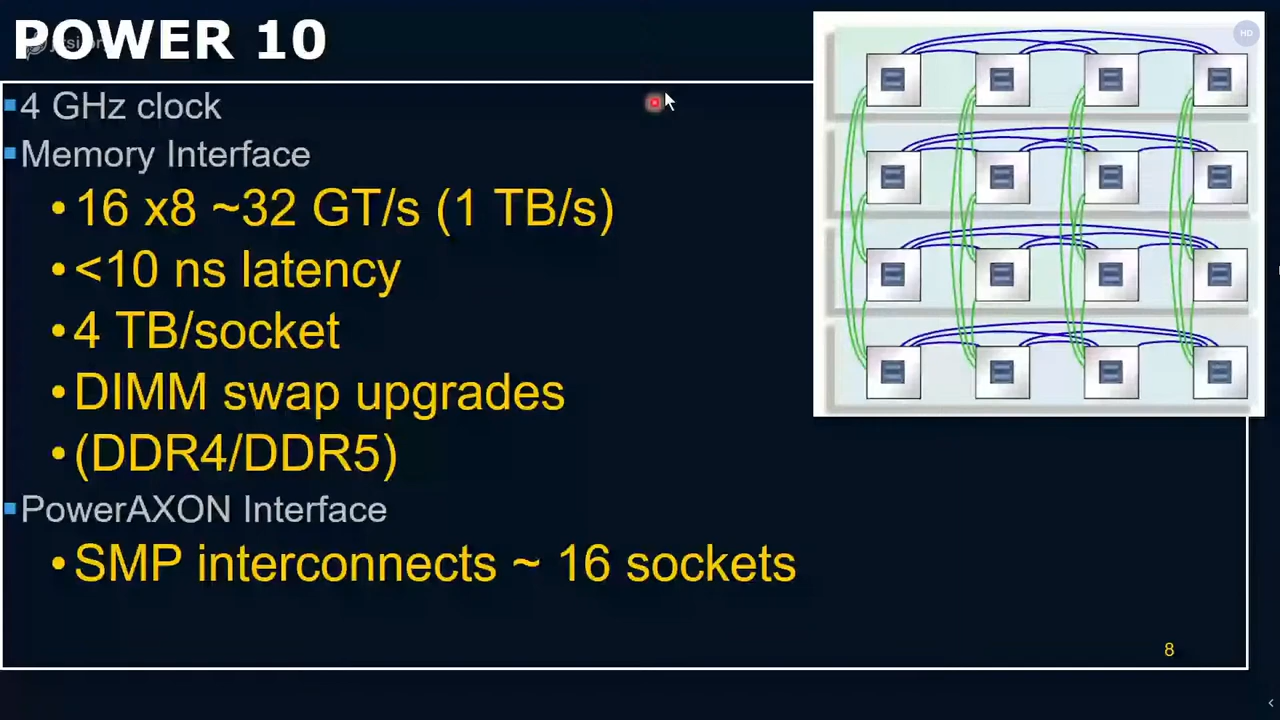 POWER 10
HD
4 GHz clock
Memory Interface
16 x8 ~32 GT/s (1 TB/s)
<10 ns latency
4 TB/socket
DIMM swap upgrades
(DDR4/DDR5)
PowerAXON Interface
SMP interconnects ~ 16 sockets
8